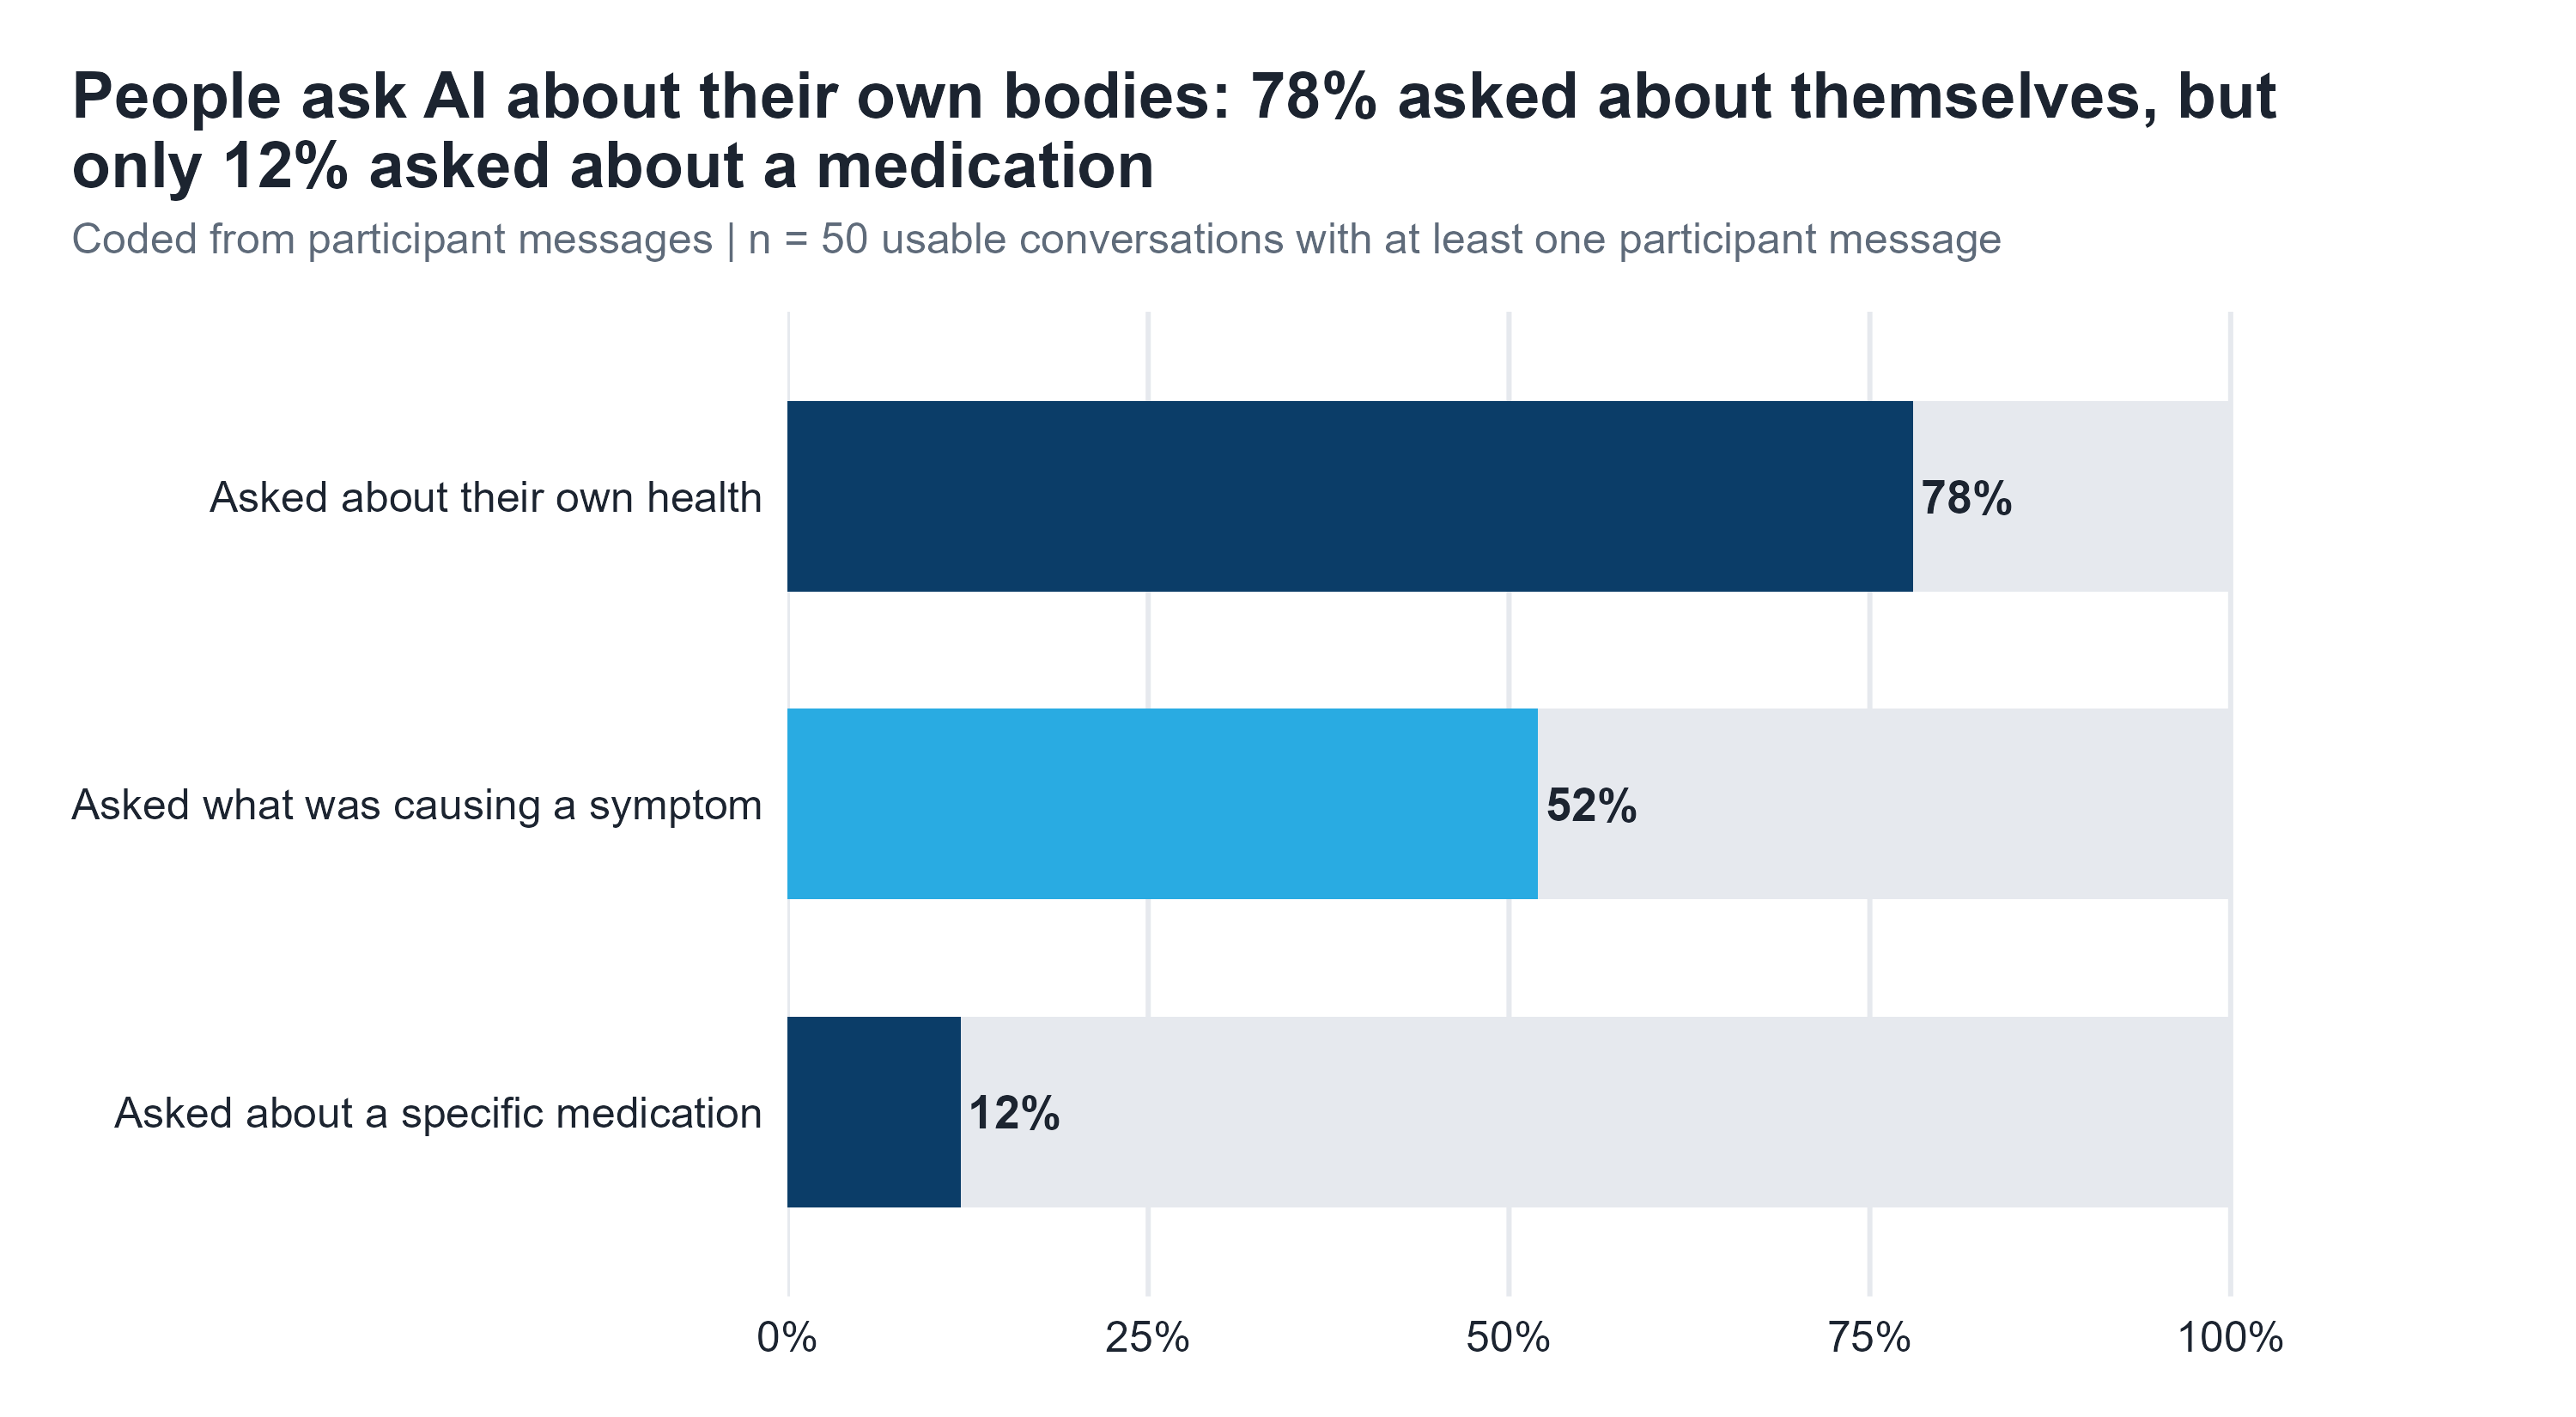 People ask AI about their own bodies: 78% asked about themselves, but
only 12% asked about a medication
Coded from participant messages | n = 50 usable conversations with at least one participant message
Asked about their own health
78%
Asked what was causing a symptom
52%
Asked about a specific medication
12%
0%
25%
50%
75%
100%